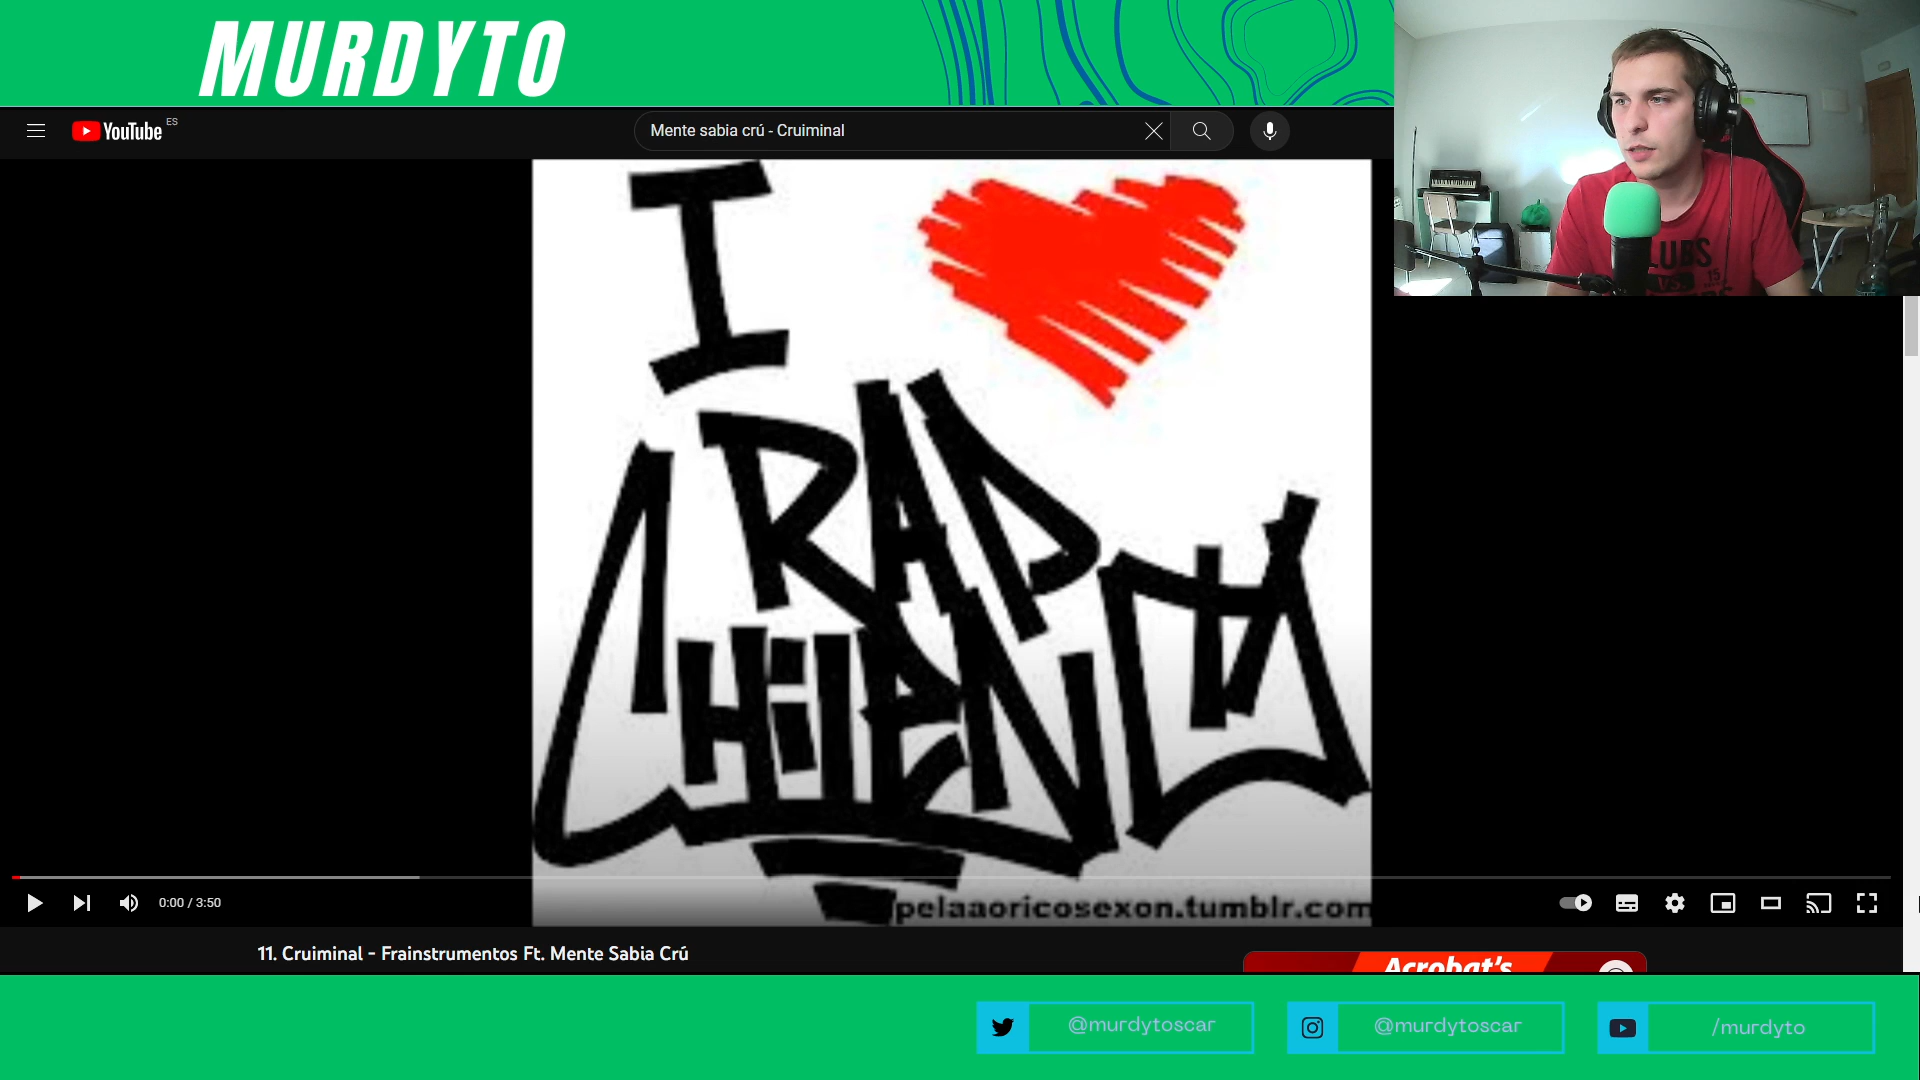 MURDYTO
YouTube ES
Mente sabia crú - Cruiminal
I
RAP
CHILENO
pelaaoricosexon.tumblr.com
0:00 / 3:50
11. Cruiminal - Frainstrumentos Ft. Mente Sabia Crú
Acrobat's
@murdytoscar
@murdytoscar
/murdyto